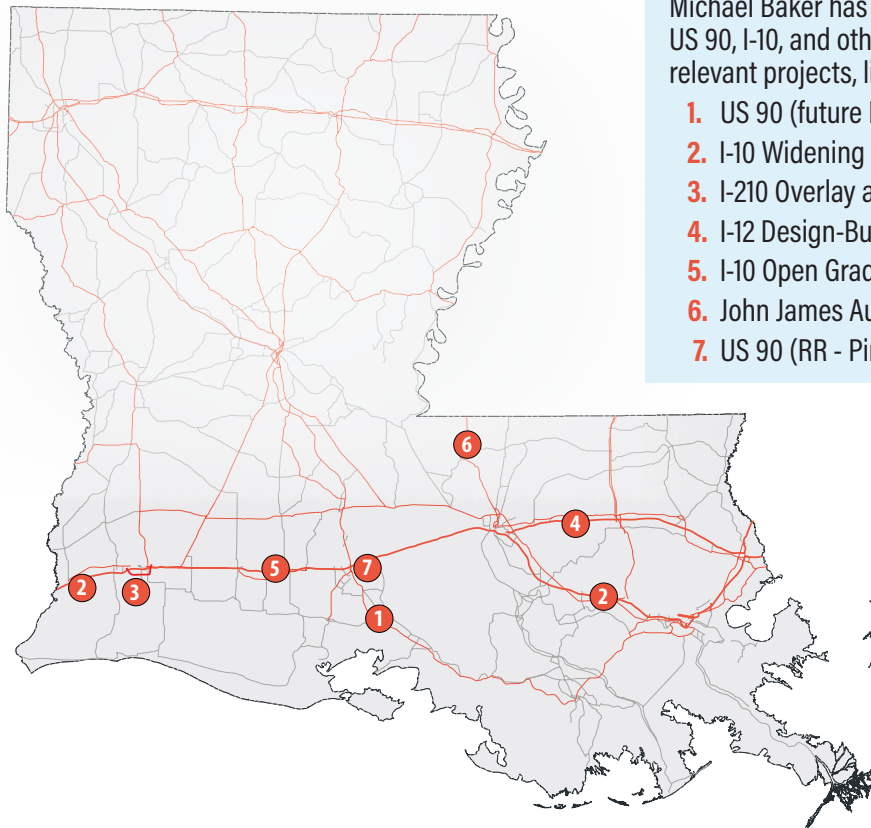 Michael Baker has
US 90, I-10, and oth
relevant projects, li
1. US 90 (future
2. I-10 Widening
3. I-210 Overlay a
4. I-12 Design-Bu
5. I-10 Open Grad
6. John James Au
7. US 90 (RR - Pi
6
4
5
7
2
3
2
1